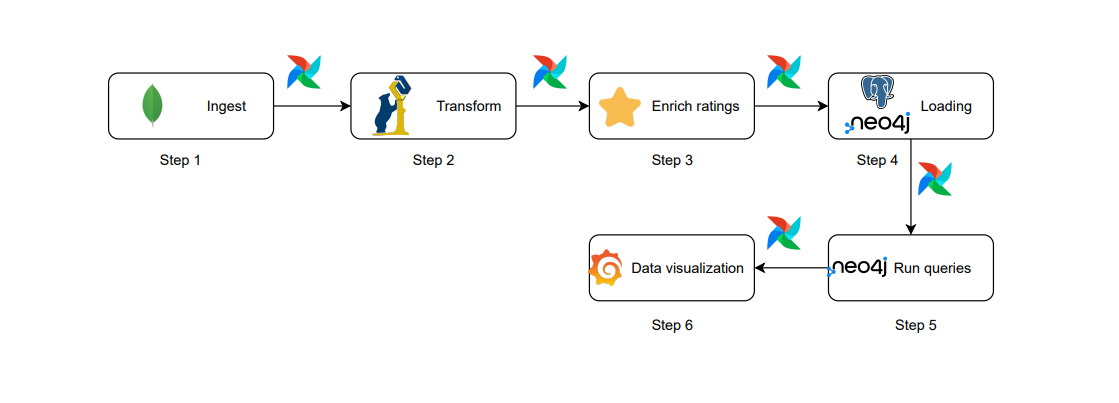 Ingest
Transform
Enrich ratings
Loading
neo4j
Step 1
Step 2
Step 3
Step 4
Data visualization
neo4j
Run queries
Step 6
Step 5